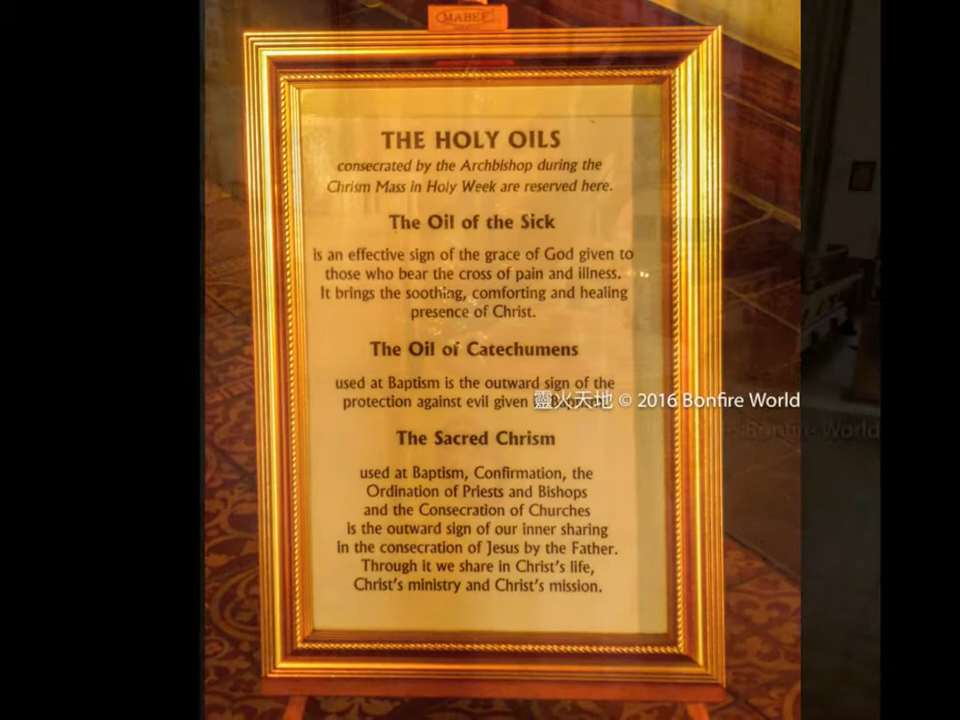 MABEF
THE HOLY OILS
consecrated by the Archbishop during the
Chrism Mass in Holy Week are reserved here.
The Oil of the Sick
is an effective sign of the grace of God given to
those who bear the cross of pain and illness.
It brings the soothing, comforting and healing
presence of Christ.
The Oil of Catechumens
used at Baptism is the outward sign of the
protection against evil given
靈火天地 © 2016 Bonfire World
Bonfire World
The Sacred Chrism
used at Baptism, Confirmation, the
Ordination of Priests and Bishops
and the Consecration of Churches
is the outward sign of our inner sharing
in the consecration of Jesus by the Father.
Through it we share in Christ's life,
Christ's ministry and Christ's mission.